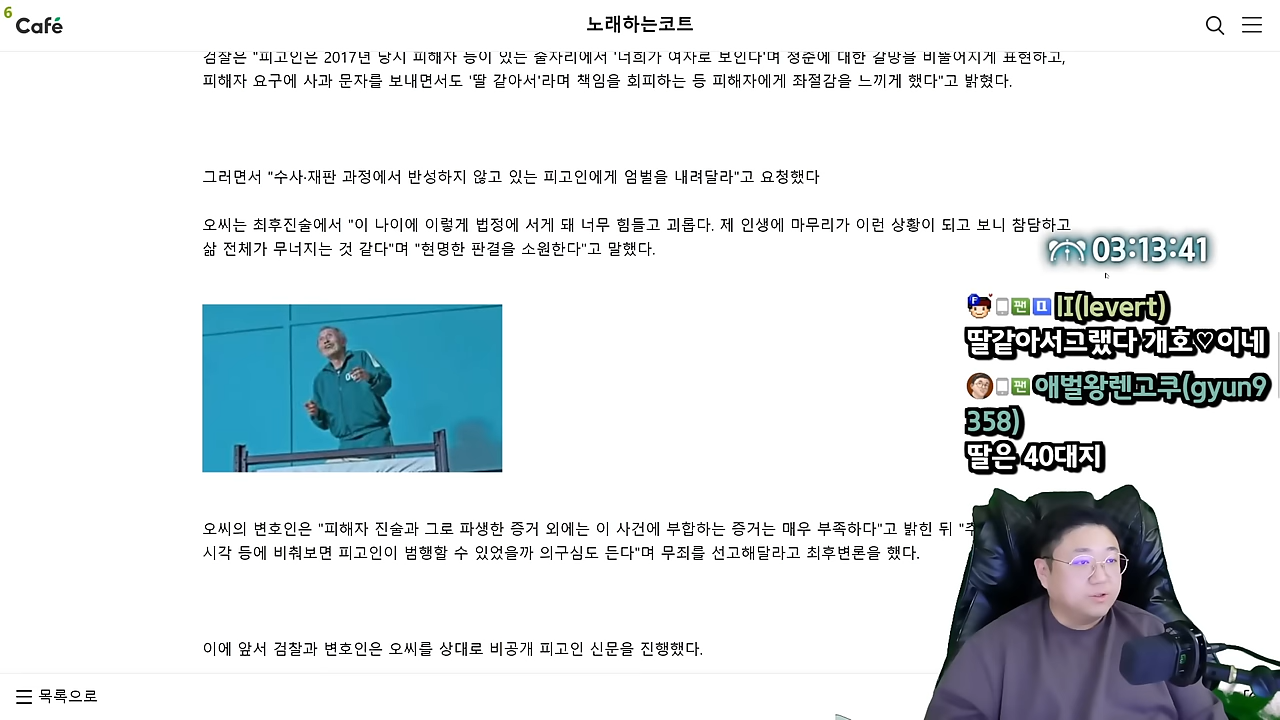 6
Café
노래하는코트
검찰은 "피고인은 2017년 당시 피해자 등이 있는 술자리에서 '너희가 여자로 보인다'며 청춘에 대한 갈망을 비뚤어지게 표현하고,
피해자 요구에 사과 문자를 보내면서도 '딸 같아서'라며 책임을 회피하는 등 피해자에게 좌절감을 느끼게 했다"고 밝혔다.
그러면서 "수사·재판 과정에서 반성하지 않고 있는 피고인에게 엄벌을 내려달라"고 요청했다
오씨는 최후진술에서 "이 나이에 이렇게 법정에 서게 돼 너무 힘들고 괴롭다. 제 인생에 마무리가 이런 상황이 되고 보니 참담하고
삶 전체가 무너지는 것 같다"며 "현명한 판결을 소원한다"고 말했다.
03:13:41
lI(levert)
딸같아서그랬다 개호♡이네
애벌왕렌고쿠(gyun9
358)
딸은 40대지
오씨의 변호인은 "피해자 진술과 그로 파생한 증거 외에는 이 사건에 부합하는 증거는 매우 부족하다"고 밝힌 뒤
시각 등에 비춰보면 피고인이 범행할 수 있었을까 의구심도 든다"며 무죄를 선고해달라고 최후변론을 했다.
이에 앞서 검찰과 변호인은 오씨를 상대로 비공개 피고인 신문을 진행했다.
목록으로